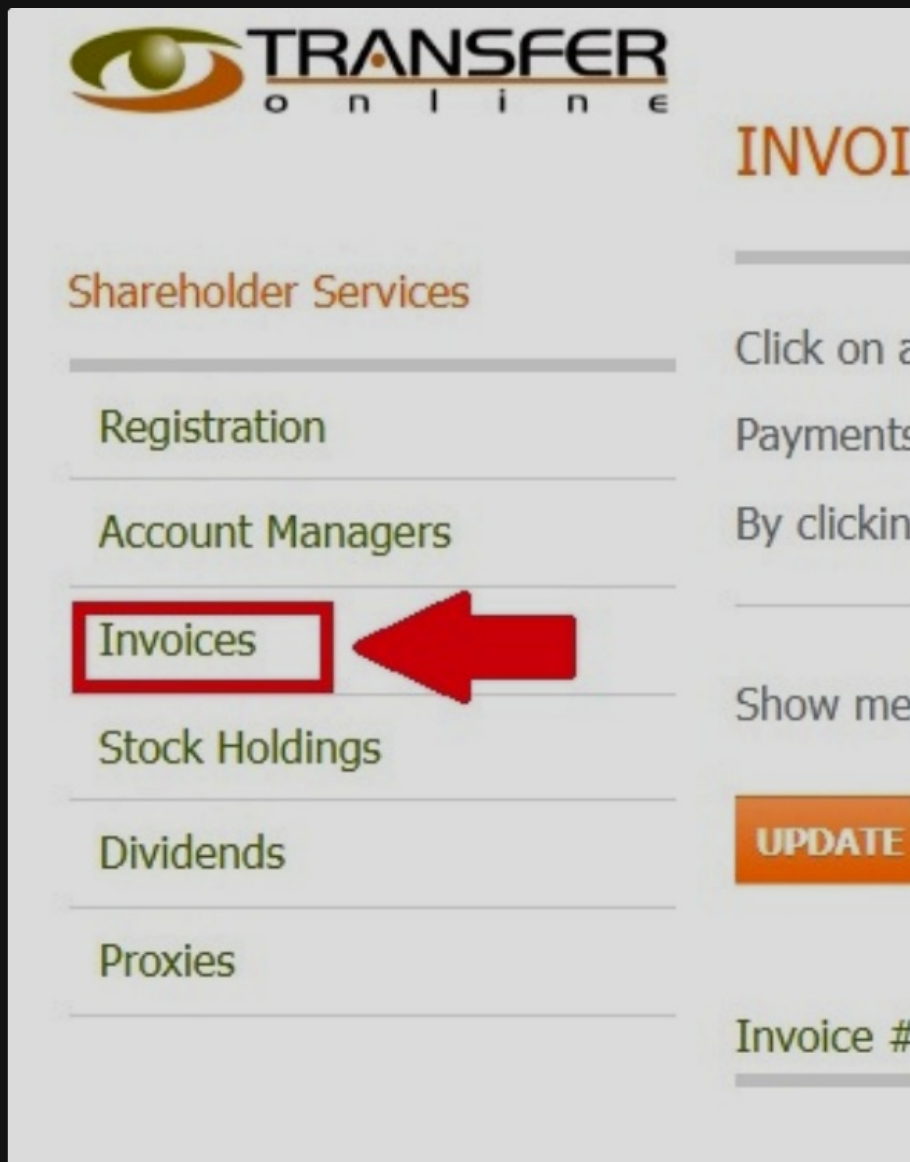 TRANSFER
online
INVOI
Shareholder Services
Click on a
Registration
Payments
Account Managers
By clickin
Invoices
Show me
Stock Holdings
UPDATE
Dividends
Proxies
Invoice #